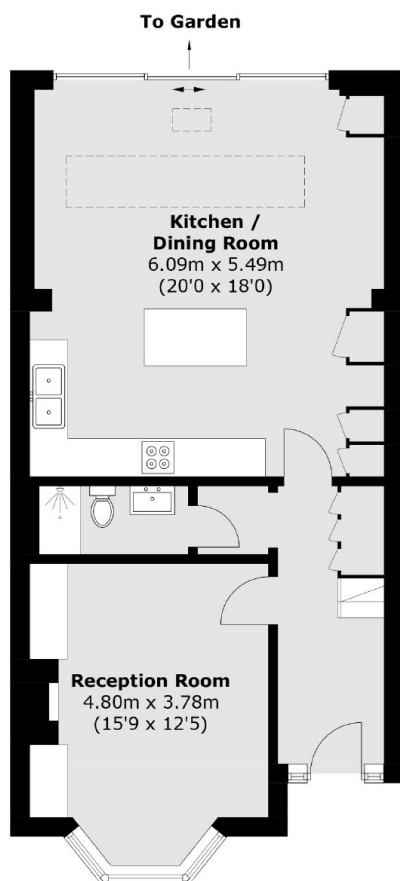 To Garden
Kitchen /
Dining Room
6.09m x 5.49m
(20'0 x 18'0)
Reception Room
4.80m x 3.78m
(15'9 x 12'5)